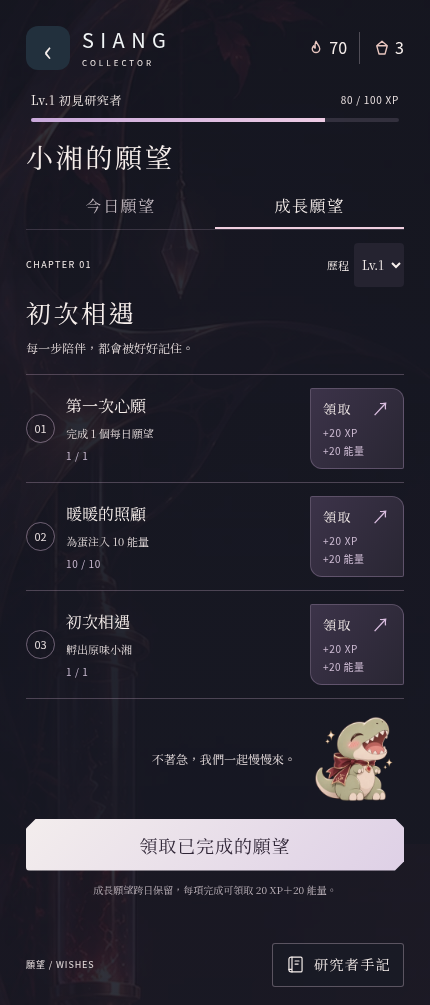 SIANG
COLLECTOR
70
3
Lv.1 初見研究者
80 / 100 XP
小湘的願望
今日願望
成長願望
CHAPTER 01
歷程
Lv.1
初次相遇
每一步陪伴，都會被好好記住。
01
第一次心願
完成 1 個每日願望
1 / 1
領取
+20 XP
+20 能量
02
暖暖的照顧
為蛋注入 10 能量
10 / 10
領取
+20 XP
+20 能量
03
初次相遇
孵出原味小湘
1 / 1
領取
+20 XP
+20 能量
不著急，我們一起慢慢來。
領取已完成的願望
成長願望跨日保留，每項完成可領取 20 XP＋20 能量。
願望 / WISHES
研究者手記